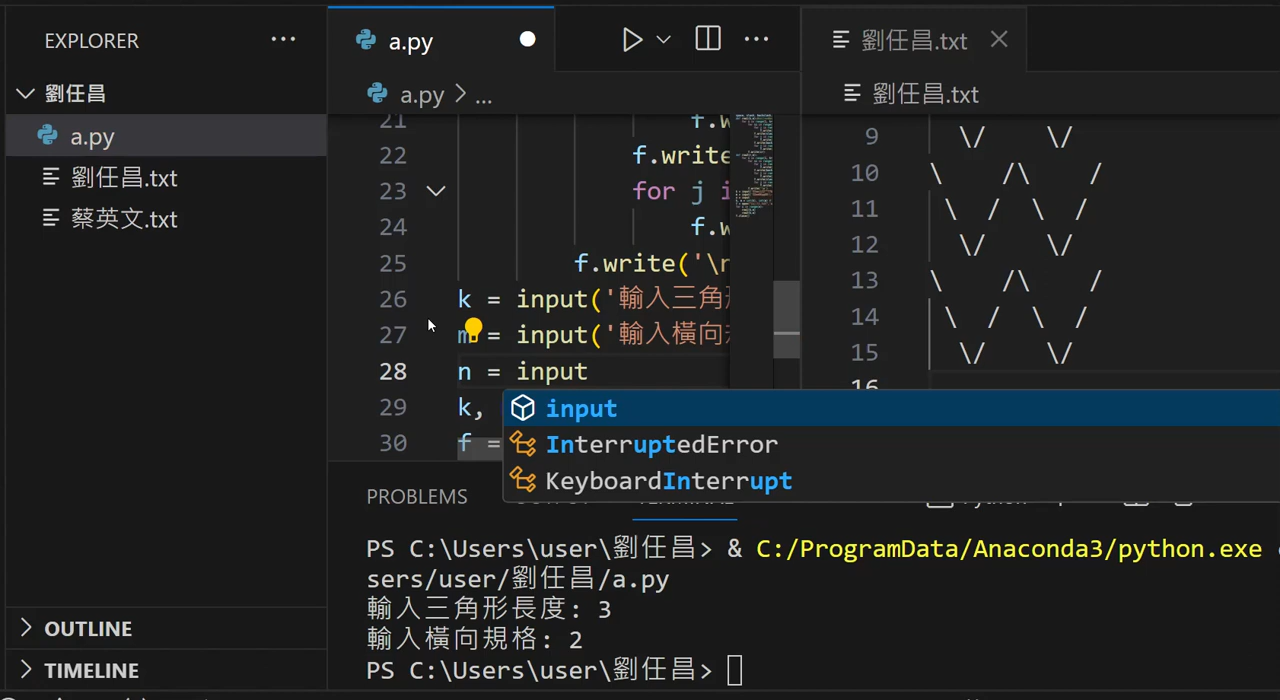 EXPLORER
劉任昌
a.py
劉任昌.txt
蔡英文.txt
OUTLINE
TIMELINE
a.py
a.py > ...
21 f.w
22 f.write
23 for j i
24 f.w
25 f.write('\r
26 k = input('輸入三角
27 m = input('輸入橫向規
28 n = input
29 k,
30 f =
input
InterruptedError
KeyboardInterrupt
劉任昌.txt
劉任昌.txt
9 \/ \/
10 \ /\ /
11 \ / \ /
12 \/ \/
13 \ /\ /
14 \ / \ /
15 \/ \/
16
PROBLEMS
PS C:\Users\user\劉任昌> & C:/ProgramData/Anaconda3/python.exe
sers/user/劉任昌/a.py
輸入三角形長度: 3
輸入橫向規格: 2
PS C:\Users\user\劉任昌>